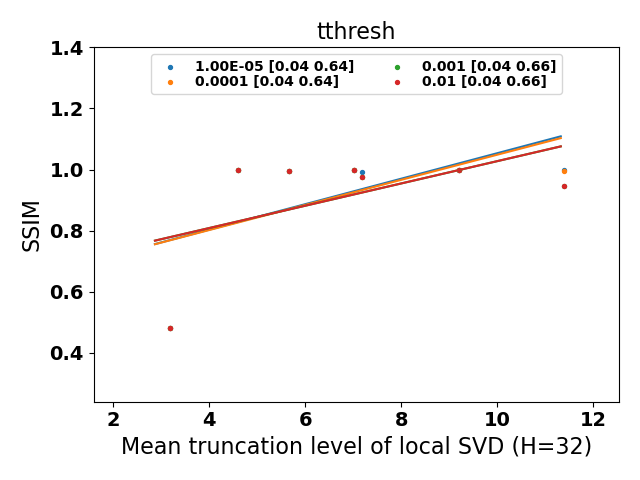 tthresh
1.00E-05 [0.04 0.64]
0.0001 [0.04 0.64]
0.001 [0.04 0.66]
0.01 [0.04 0.66]
SSIM
1.4
1.2
1.0
0.8
0.6
0.4
2 4 6 8 10 12
Mean truncation level of local SVD (H=32)